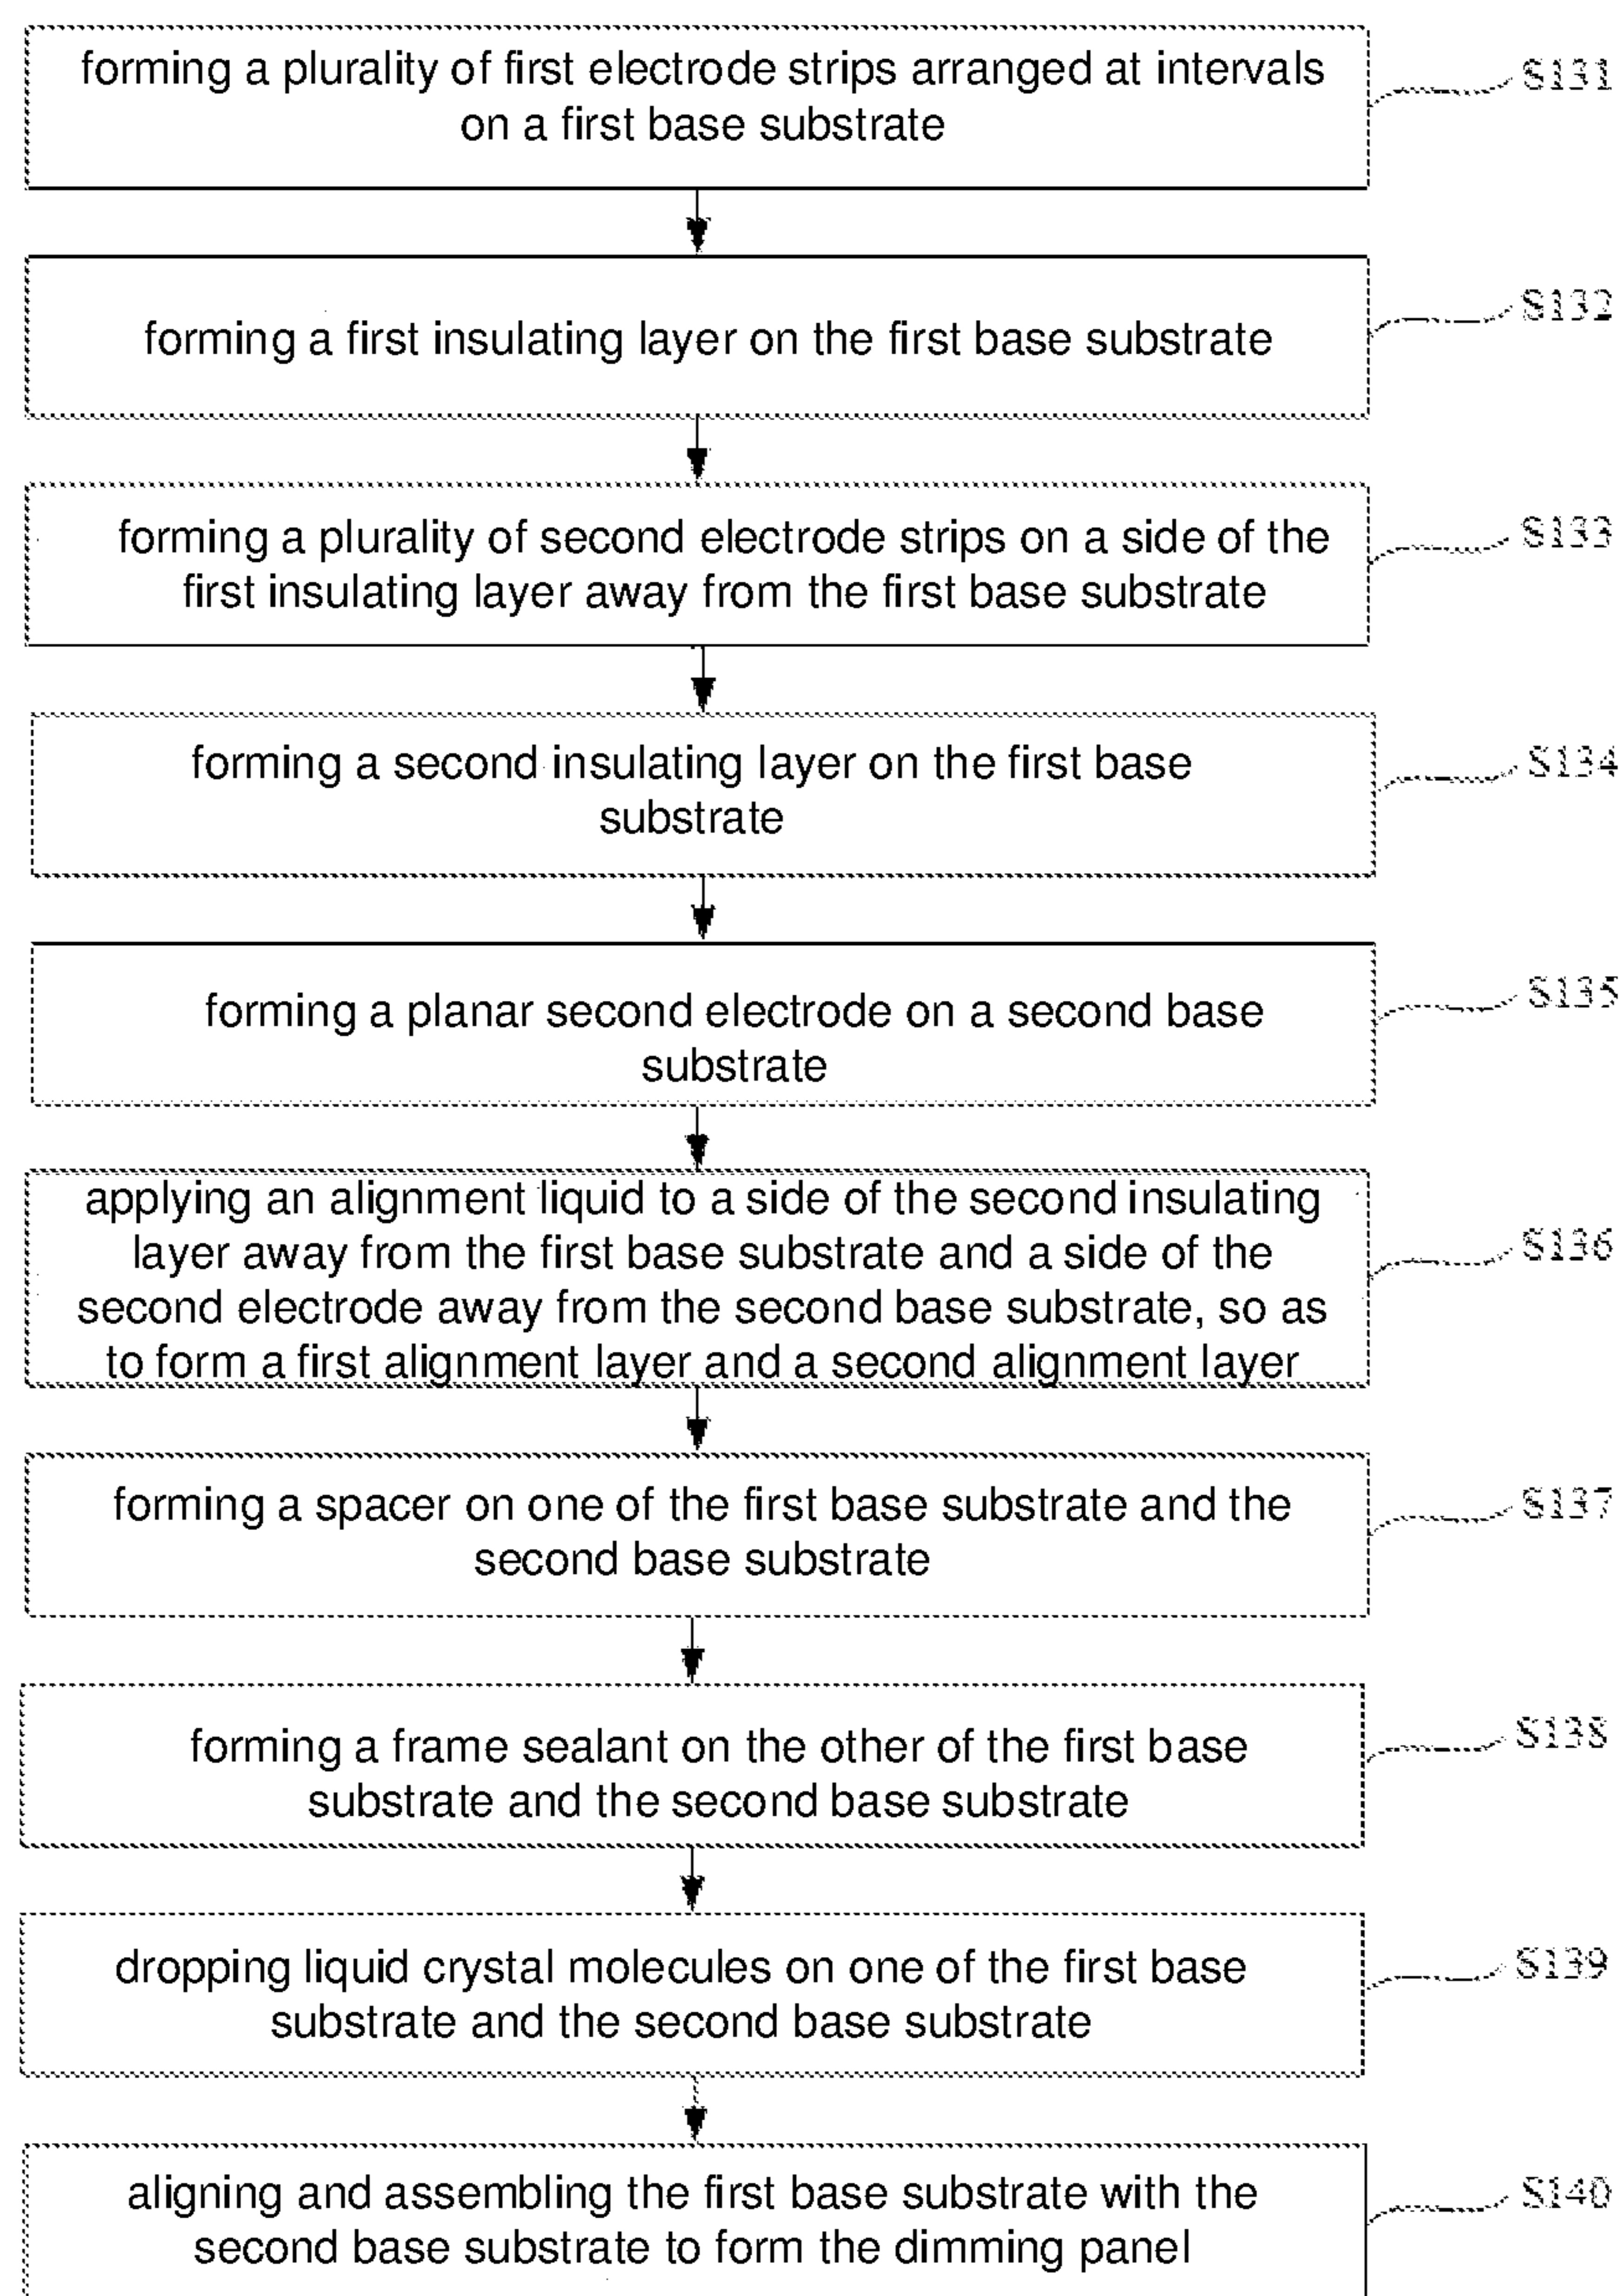 forming a plurality of first electrode strips arranged at intervals
on a first base substrate
S131
forming a first insulating layer on the first base substrate
S132
forming a plurality of second electrode strips on a side of the
first insulating layer away from the first base substrate
S133
forming a second insulating layer on the first base
substrate
S134
forming a planar second electrode on a second base
substrate
S135
applying an alignment liquid to a side of the second insulating
layer away from the first base substrate and a side of the
second electrode away from the second base substrate, so as
to form a first alignment layer and a second alignment layer
S136
forming a spacer on one of the first base substrate and the
second base substrate
S137
forming a frame sealant on the other of the first base
substrate and the second base substrate
S138
dropping liquid crystal molecules on one of the first base
substrate and the second base substrate
S139
aligning and assembling the first base substrate with the
second base substrate to form the dimming panel
S140